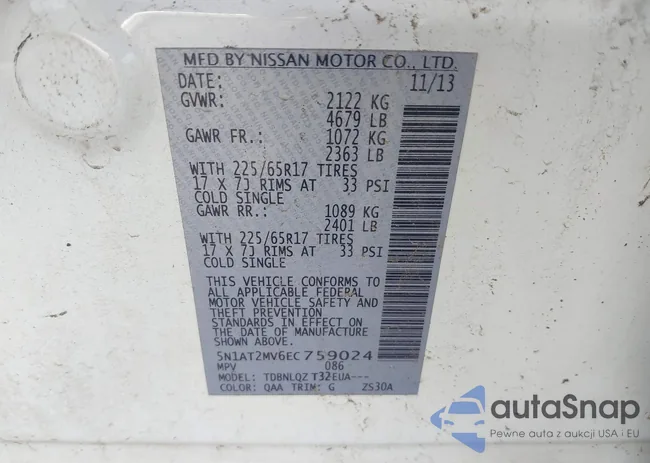 MFD BY NISSAN MOTOR CO., LTD.
DATE: 11/13
GVWR: 2122 KG
4679 LB
GAWR FR.: 1072 KG
2363 LB
WITH 225/65R17 TIRES
17 X 7J RIMS AT 33 PSI
COLD SINGLE
GAWR RR.: 1089 KG
2401 LB
WITH 225/65R17 TIRES
17 X 7J RIMS AT 33 PSI
COLD SINGLE
THIS VEHICLE CONFORMS TO
ALL APPLICABLE FEDERAL
MOTOR VEHICLE SAFETY AND
THEFT PREVENTION
STANDARDS IN EFFECT ON
THE DATE OF MANUFACTURE
SHOWN ABOVE.
5N1AT2MV6EC759024
MPV 086
MODEL: TDBNLQZ T32EUA---
COLOR: QAA TRIM: G ZS30A
autoSnap
Pewne auta z aukcji USA i EU